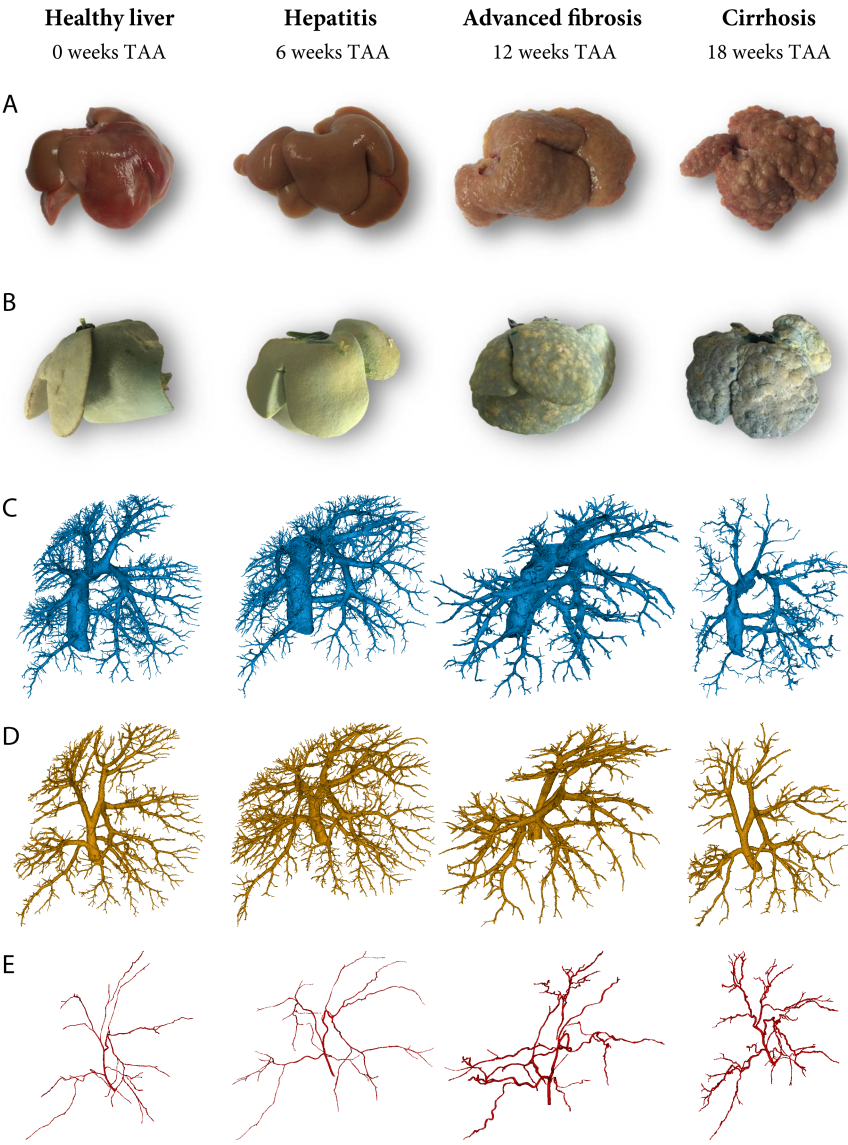 Healthy liver Hepatitis Advanced fibrosis Cirrhosis
0 weeks TAA 6 weeks TAA 12 weeks TAA 18 weeks TAA
A
B
C
D
E